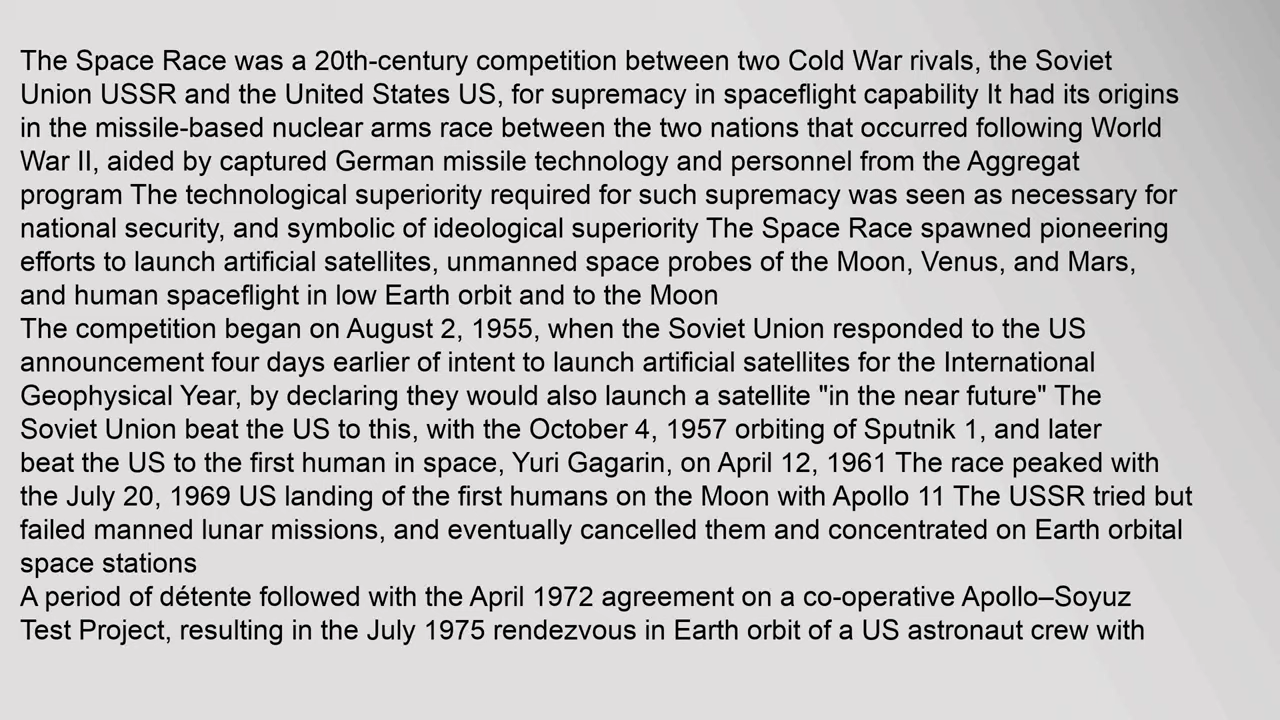 The Space Race was a 20th-century competition between two Cold War rivals, the Soviet
Union USSR and the United States US, for supremacy in spaceflight capability It had its origins
in the missile-based nuclear arms race between the two nations that occurred following World
War II, aided by captured German missile technology and personnel from the Aggregat
program The technological superiority required for such supremacy was seen as necessary for
national security, and symbolic of ideological superiority The Space Race spawned pioneering
efforts to launch artificial satellites, unmanned space probes of the Moon, Venus, and Mars,
and human spaceflight in low Earth orbit and to the Moon
The competition began on August 2, 1955, when the Soviet Union responded to the US
announcement four days earlier of intent to launch artificial satellites for the International
Geophysical Year, by declaring they would also launch a satellite "in the near future" The
Soviet Union beat the US to this, with the October 4, 1957 orbiting of Sputnik 1, and later
beat the US to the first human in space, Yuri Gagarin, on April 12, 1961 The race peaked with
the July 20, 1969 US landing of the first humans on the Moon with Apollo 11 The USSR tried but
failed manned lunar missions, and eventually cancelled them and concentrated on Earth orbital
space stations
A period of détente followed with the April 1972 agreement on a co-operative Apollo–Soyuz
Test Project, resulting in the July 1975 rendezvous in Earth orbit of a US astronaut crew with